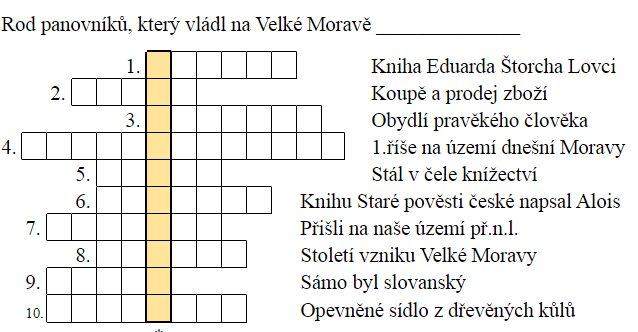 Rod panovníků, který vládl na Velké Moravě _______________
1. Kniha Eduarda Štorcha Lovci
2. Koupě a prodej zboží
3. Obydlí pravěkého člověka
4. 1.říše na území dnešní Moravy
5. Stál v čele knížectví
6. Knihu Staré pověsti české napsal Alois
7. Přišli na naše území př.n.l.
8. Století vzniku Velké Moravy
9. Sámo byl slovanský
10. Opevněné sídlo z dřevěných kůlů